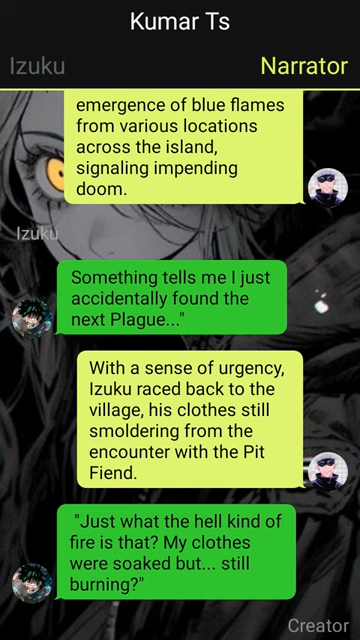 Kumar Ts
Izuku
Narrator
emergence of blue flames
from various locations
across the island,
signaling impending
doom.
Izuku
Something tells me I just
accidentally found the
next Plague..."
With a sense of urgency,
Izuku raced back to the
village, his clothes still
smoldering from the
encounter with the Pit
Fiend.
"Just what the hell kind of
fire is that? My clothes
were soaked but... still
burning?"
Creator